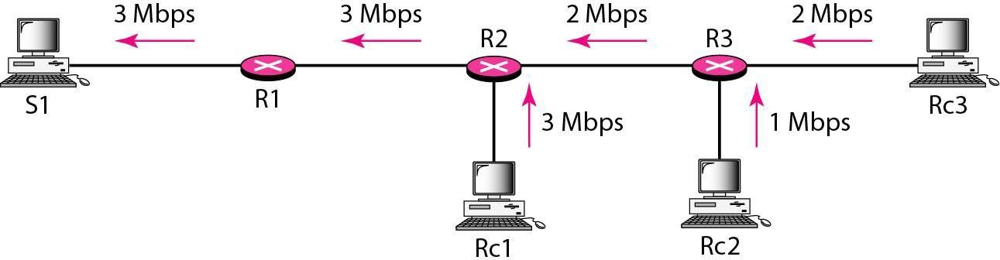 3 Mbps
3 Mbps
2 Mbps
2 Mbps
R2
R3
S1
R1
Rc3
3 Mbps
1 Mbps
Rc1
Rc2